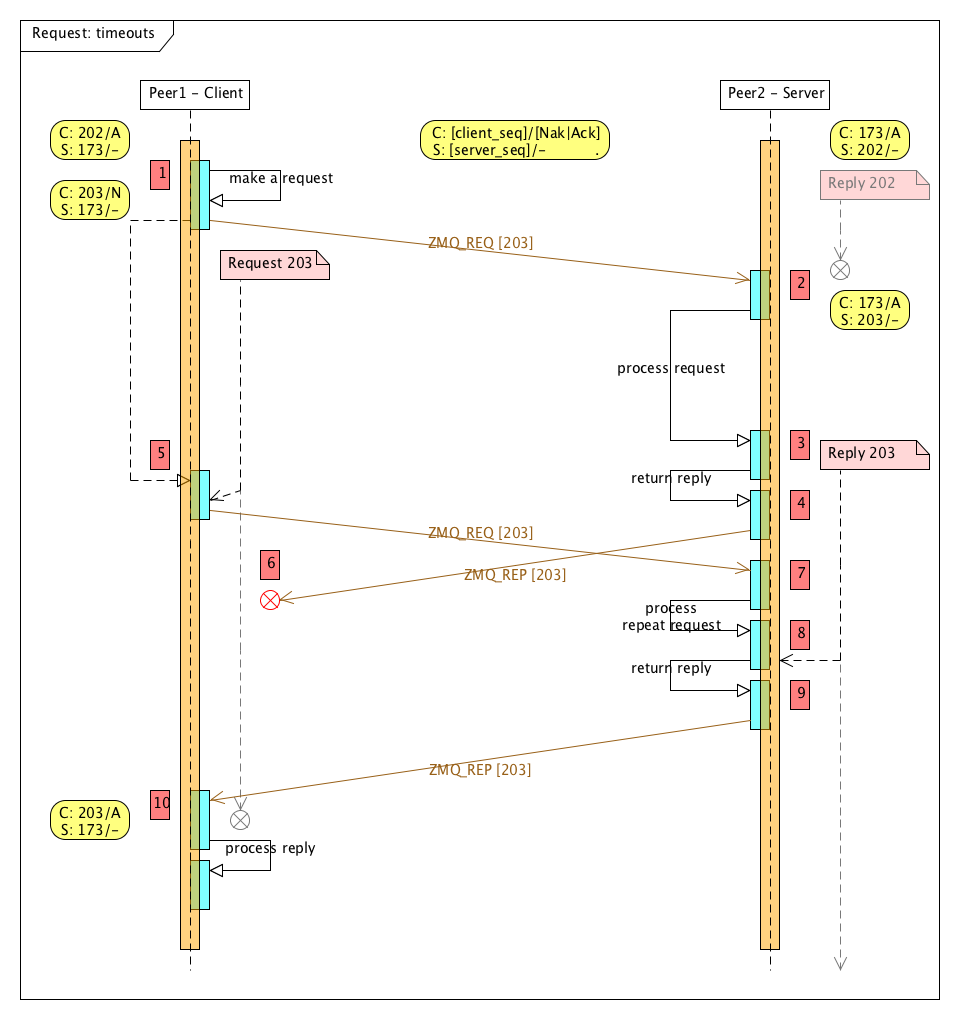 Request: timeouts
Peer1 - Client
Peer2 - Server
C: 202/A
S: 173/-
C: [client_seq]/[Nak|Ack]
S: [server_seq]/- .
C: 173/A
S: 202/-
1
make a request
Reply 202
C: 203/N
S: 173/-
ZMQ_REQ [203]
Request 203
2
C: 173/A
S: 203/-
process request
5
3
Reply 203
return reply
4
ZMQ_REQ [203]
6
ZMQ_REP [203]
7
process
repeat request
8
return reply
9
ZMQ_REP [203]
10
C: 203/A
S: 173/-
process reply